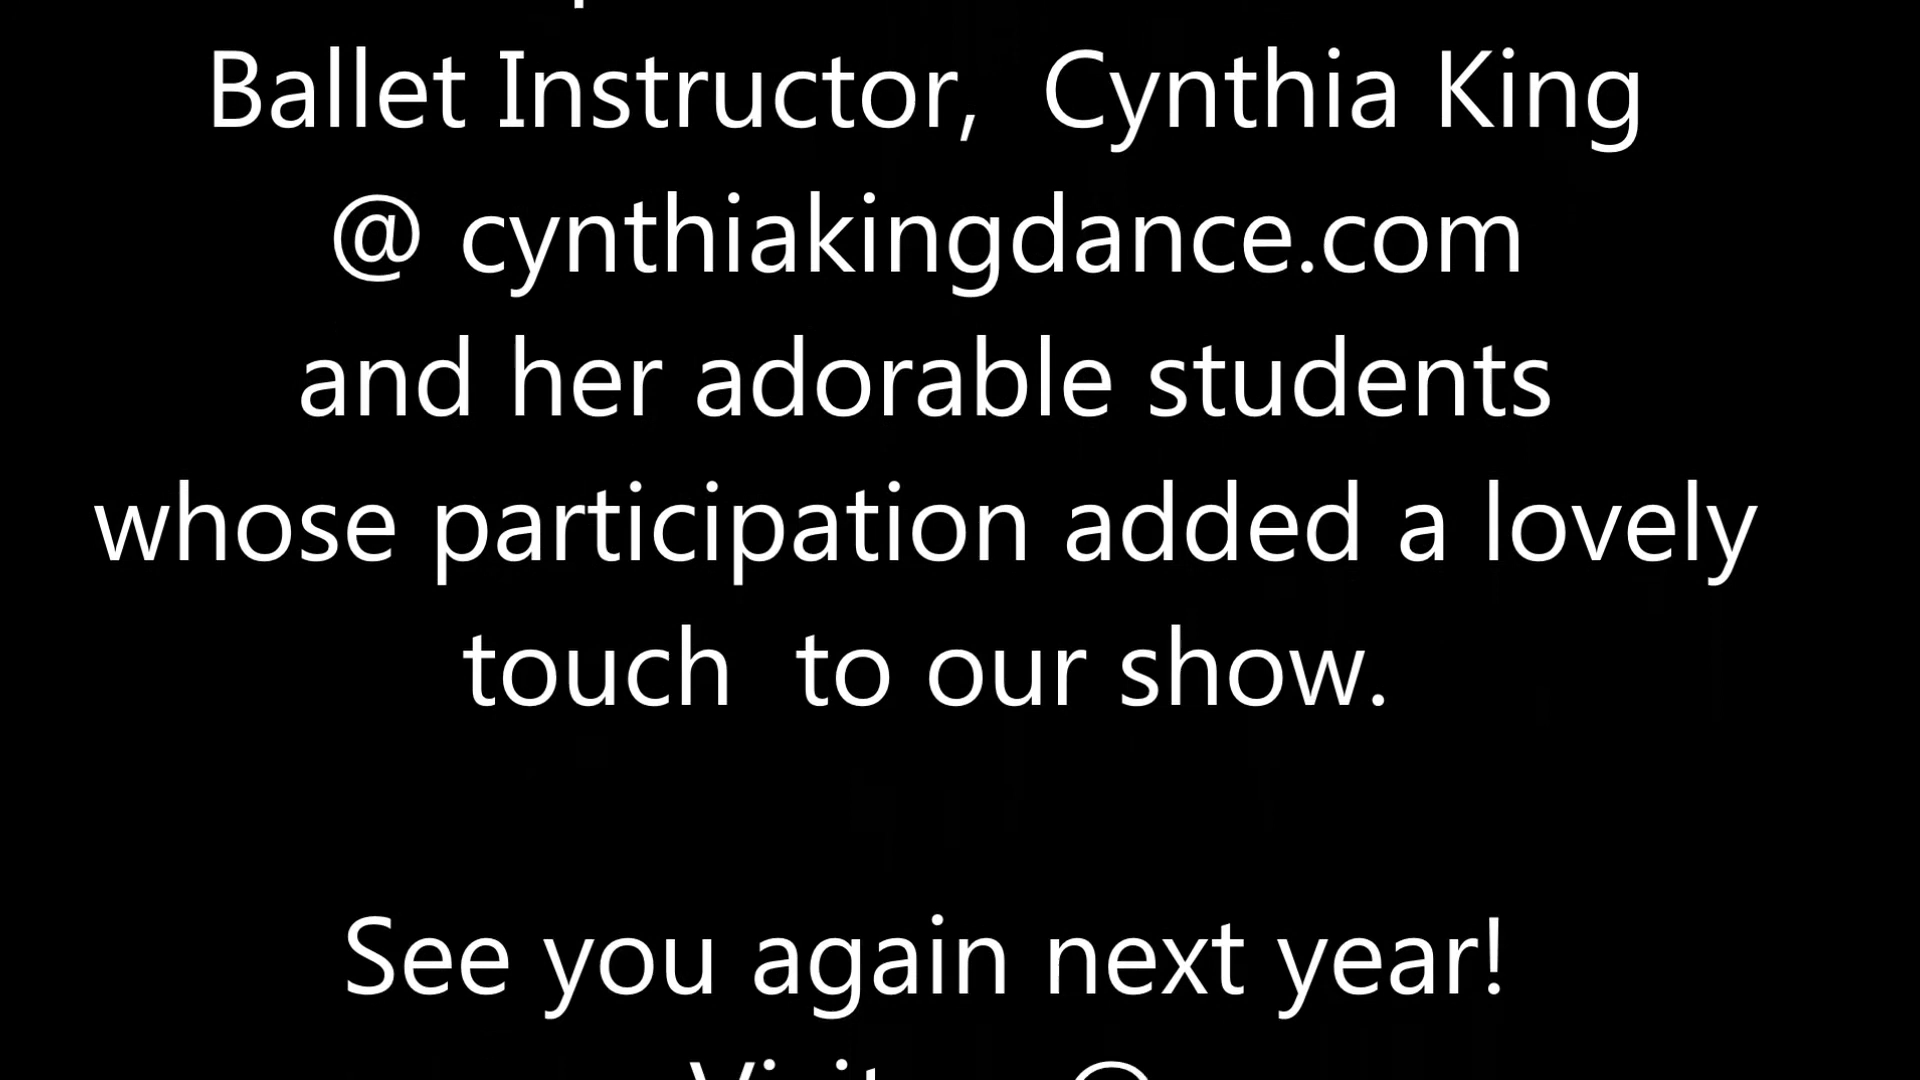 Ballet Instructor,  Cynthia King
@ cynthiakingdance.com
and her adorable students
whose participation added a lovely
touch  to our show.
See you again next year!